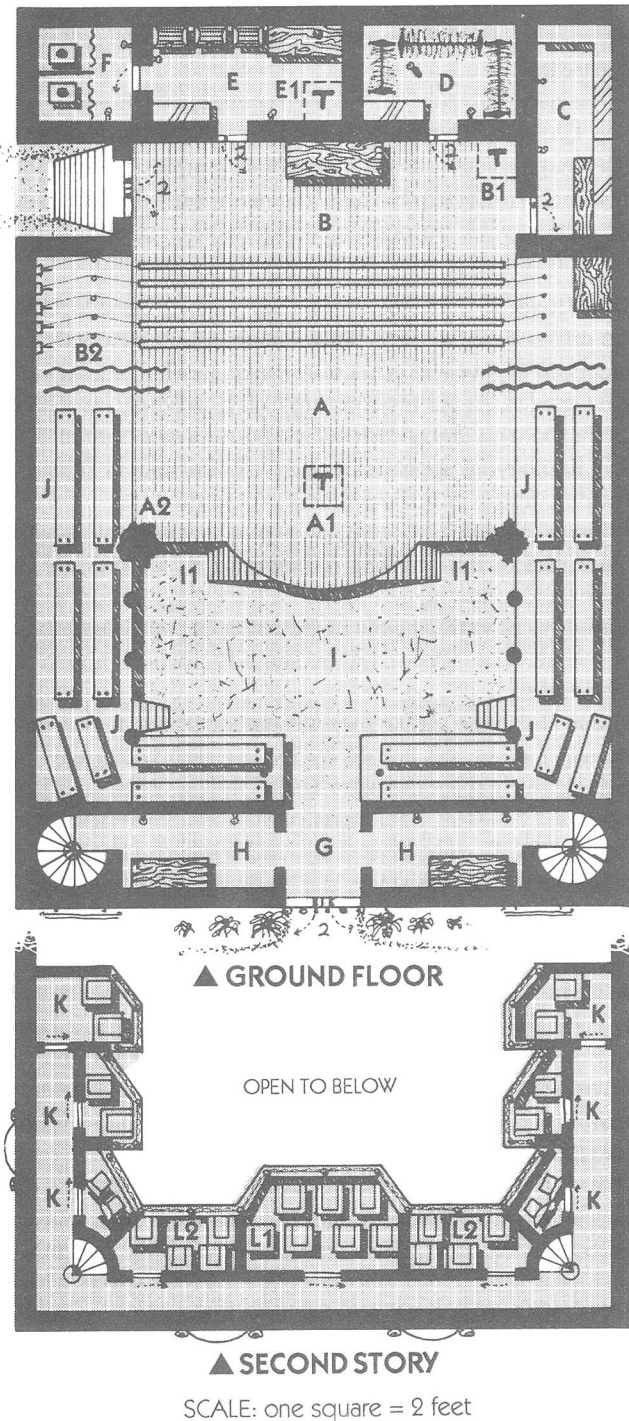 F
E
E1
T
D
C
2
2
2
2
T
B1
B
B2
A
T
A1
A2
J
J
I1
I1
I
J
J
H
G
H
2
▲ GROUND FLOOR
K
K
OPEN TO BELOW
K
K
K
K
L2
L1
L2
▲ SECOND STORY
SCALE: one square = 2 feet